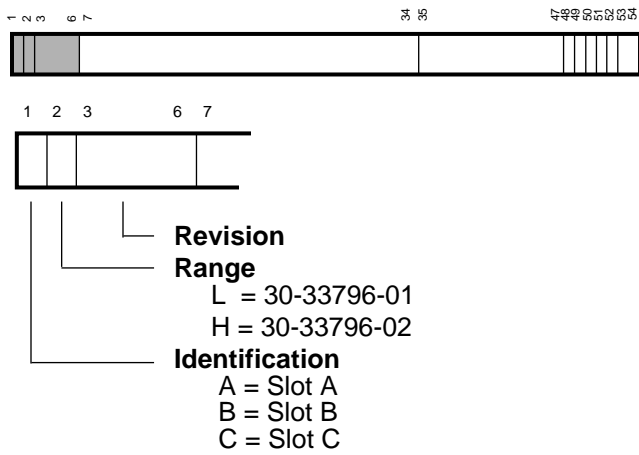 1 2 3 6 7 34 35 47 48 49 50 51 52 53 54
1 2 3 6 7
Revision
Range
L = 30-33796-01
H = 30-33796-02
Identification
A = Slot A
B = Slot B
C = Slot C